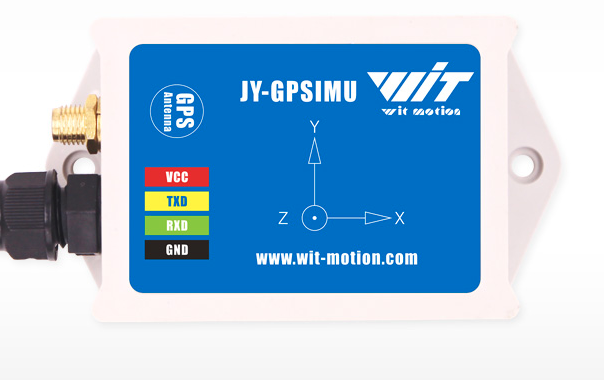 JY-GPSIMU
WIT
wit motion
GPS
Antenna
Y
VCC
TXD
RXD
GND
Z
X
www.wit-motion.com